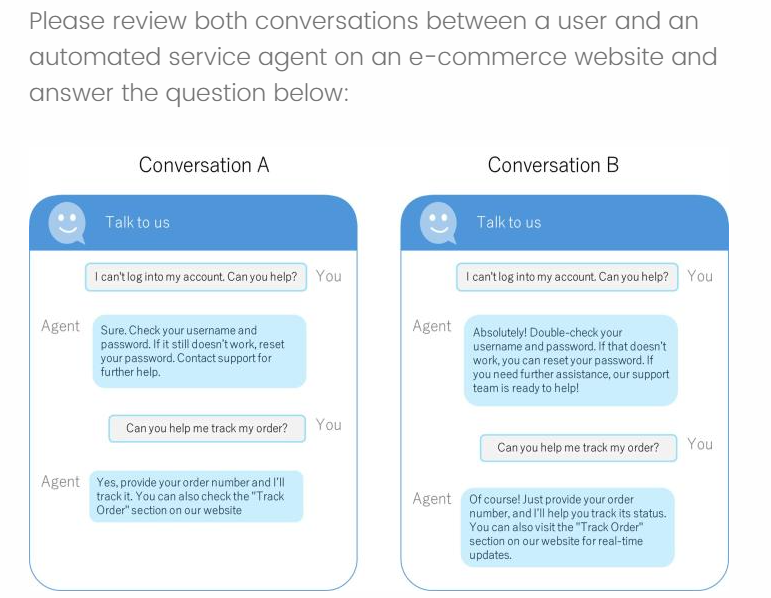 Please review both conversations between a user and an
automated service agent on an e-commerce website and
answer the question below:
Conversation A
Talk to us
I can't log into my account. Can you help?
You
Agent
Sure. Check your username and
password. If it still doesn't work, reset
your password. Contact support for
further help.
Can you help me track my order?
You
Agent
Yes, provide your order number and I'll
track it. You can also check the "Track
Order" section on our website
Conversation B
Talk to us
I can't log into my account. Can you help?
You
Agent
Absolutely! Double-check your
username and password. If that doesn't
work, you can reset your password. If
you need further assistance, our support
team is ready to help!
Can you help me track my order?
You
Agent
Of course! Just provide your order
number, and I'll help you track its status.
You can also visit the "Track Order"
section on our website for real-time
updates.